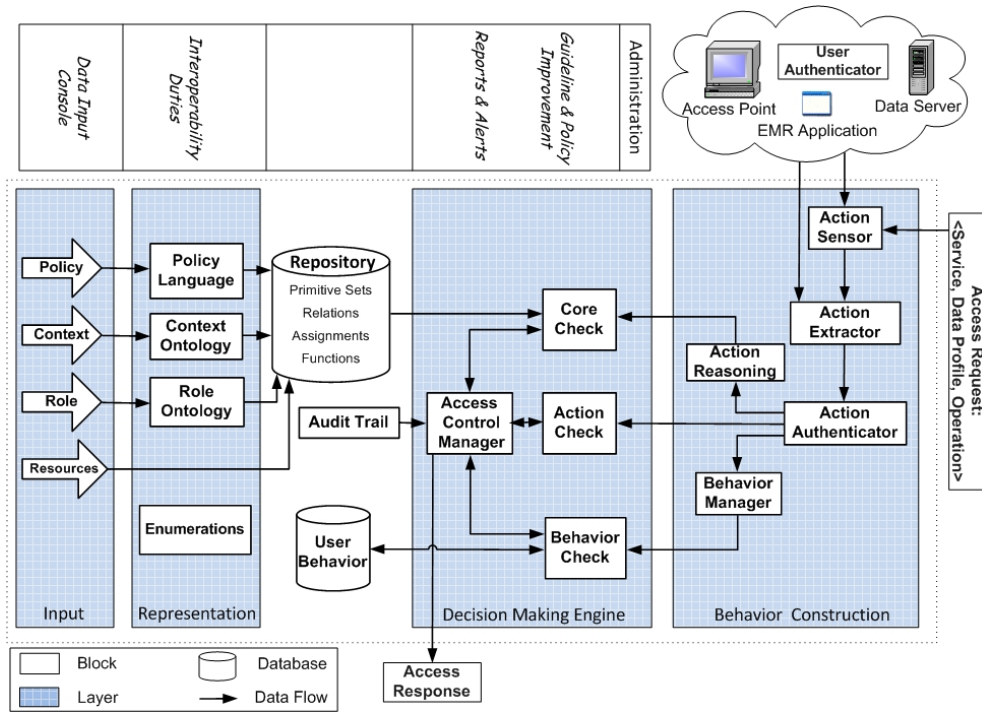 Data Input
Console
Interoperability
Duties
Reports & Alerts
Guideline & Policy
Improvement
Administration
User
Authenticator
Access Point
Data Server
EMR Application
Policy
Context
Role
Resources
Input
Policy
Language
Context
Ontology
Role
Ontology
Enumerations
Representation
Repository
Primitive Sets
Relations
Assignments
Functions
Audit Trail
User
Behavior
Core
Check
Access
Control
Manager
Action
Check
Behavior
Check
Decision Making Engine
Action
Sensor
Action
Extractor
Action
Reasoning
Action
Authenticator
Behavior
Manager
Behavior Construction
Access Request:
<Service, Data Profile, Operation>
Access
Response
Block
Database
Layer
Data Flow